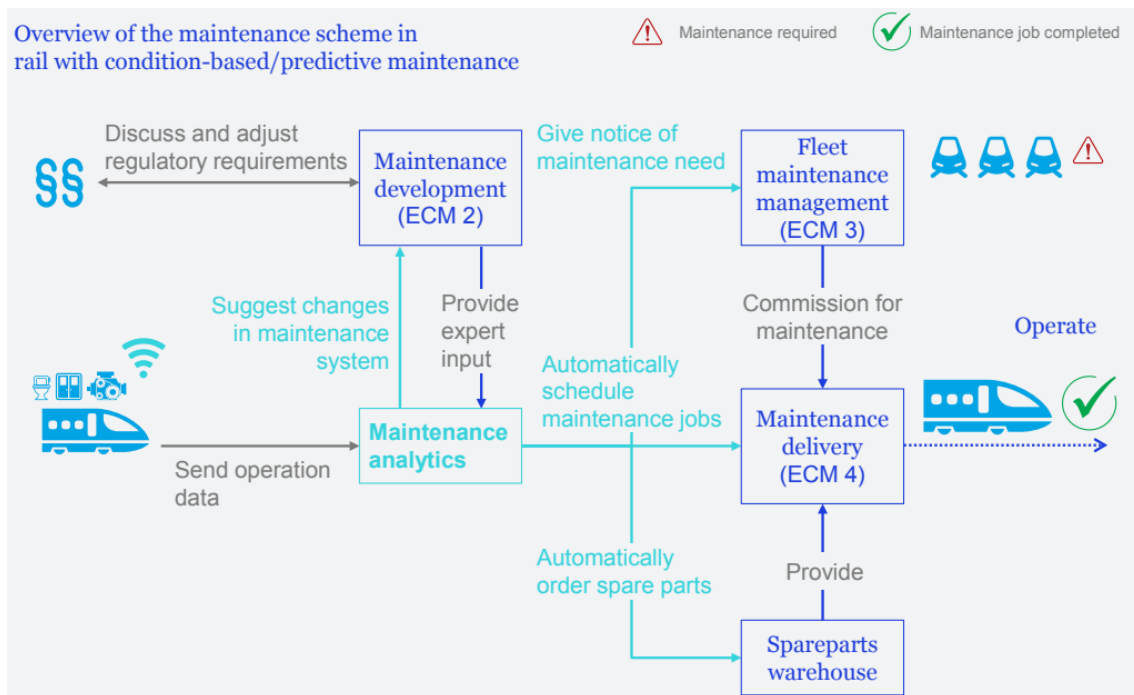 Overview of the maintenance scheme in
rail with condition-based/predictive maintenance
Maintenance required
Maintenance job completed
Discuss and adjust
regulatory requirements
§§
Maintenance
development
(ECM 2)
Give notice of
maintenance need
Fleet
maintenance
management
(ECM 3)
Suggest changes
in maintenance
system
Provide
expert
input
Commission for
maintenance
Operate
Automatically
schedule
maintenance jobs
Maintenance
analytics
Send operation
data
Maintenance
delivery
(ECM 4)
Automatically
order spare parts
Provide
Spareparts
warehouse